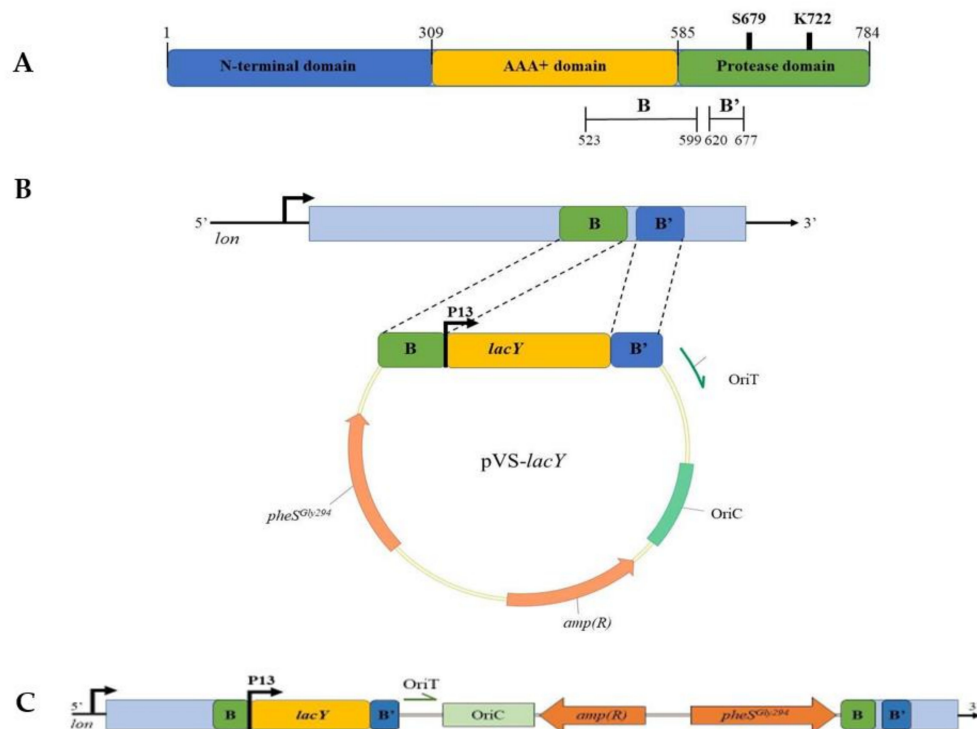 A
1
309
585
S679
K722
784
N-terminal domain
AAA+ domain
Protease domain
B
B’
523
599
620
677
B
5’
lon
B
B’
3’
P13
B
lacY
B’
OriT
pVS-lacY
pheS^Gly294
OriC
amp(R)
C
5’
lon
B
P13
lacY
B’
OriT
OriC
amp(R)
pheS^Gly294
B
B’
3’